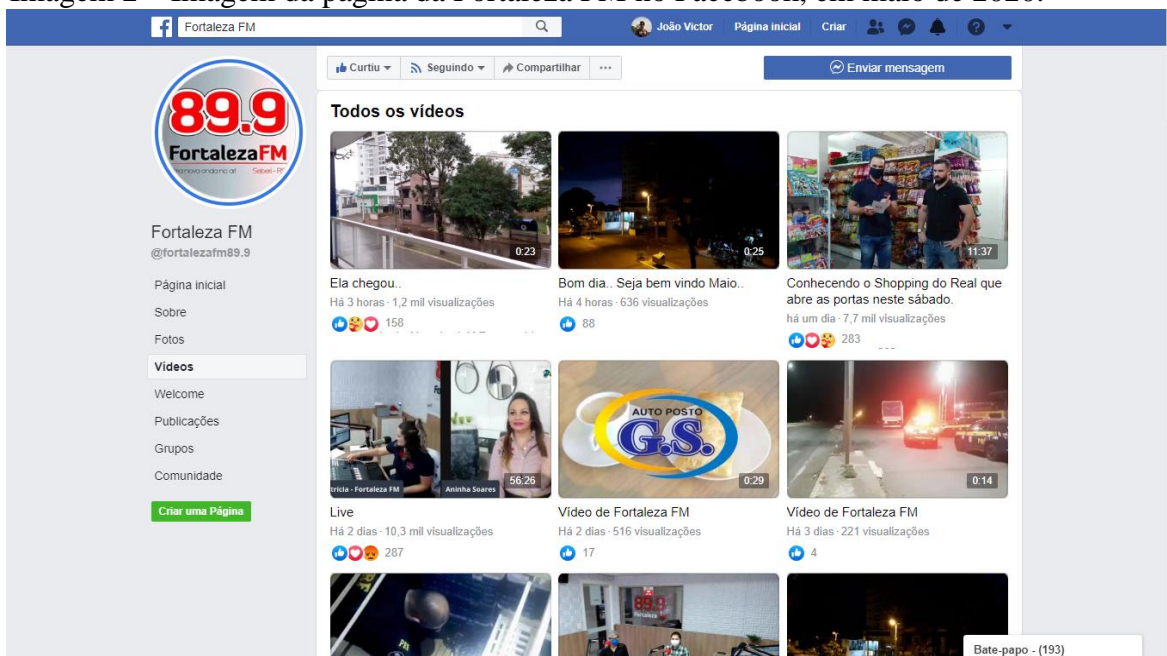 Imagem 2 – Imagem da página da Fortaleza FM no Facebook, em maio de 2020.
Fortaleza FM
João Victor Página inicial Criar
Curtiu Seguindo Compartilhar ...
Enviar mensagem
89.9
FortalezaFM
Seberi - RS
Fortaleza FM
@fortalezafm89.9
Página inicial
Sobre
Fotos
Vídeos
Welcome
Publicações
Grupos
Comunidade
Criar uma Página
Todos os vídeos
0:23
Ela chegou..
Há 3 horas · 1,2 mil visualizações
158
0:25
Bom dia.. Seja bem vindo Maio..
Há 4 horas · 636 visualizações
88
11:37
Conhecendo o Shopping do Real que
abre as portas neste sábado.
há um dia · 7,7 mil visualizações
283
tricia - Fortaleza FM
Aninha Soares
56:26
Live
Há 2 dias · 10,3 mil visualizações
287
AUTO POSTO
G.S.
0:29
Vídeo de Fortaleza FM
Há 2 dias · 516 visualizações
17
0:14
Vídeo de Fortaleza FM
Há 3 dias · 221 visualizações
4
89.9
Bate-papo - (193)